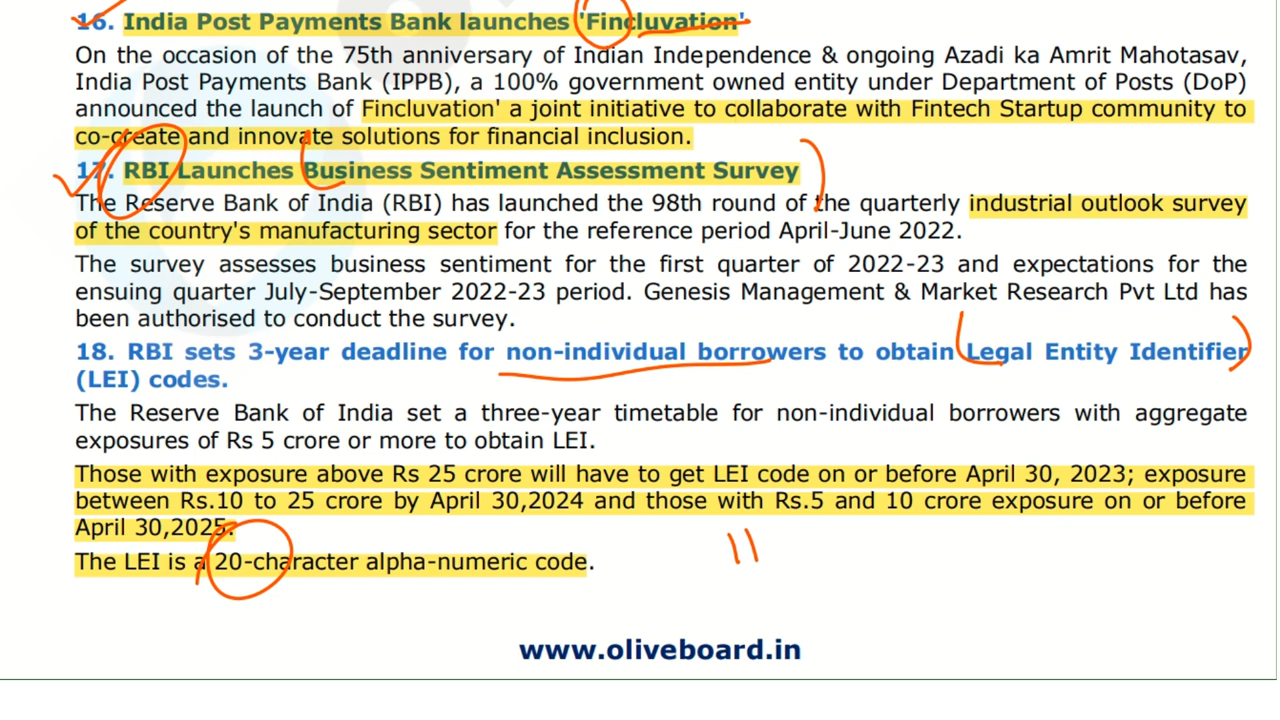 16. India Post Payments Bank launches 'Fincluvation'
On the occasion of the 75th anniversary of Indian Independence & ongoing Azadi ka Amrit Mahotasav,
India Post Payments Bank (IPPB), a 100% government owned entity under Department of Posts (DoP)
announced the launch of Fincluvation' a joint initiative to collaborate with Fintech Startup community to
co-create and innovate solutions for financial inclusion.
17. RBI Launches Business Sentiment Assessment Survey
The Reserve Bank of India (RBI) has launched the 98th round of the quarterly industrial outlook survey
of the country's manufacturing sector for the reference period April-June 2022.
The survey assesses business sentiment for the first quarter of 2022-23 and expectations for the
ensuing quarter July-September 2022-23 period. Genesis Management & Market Research Pvt Ltd has
been authorised to conduct the survey.
18. RBI sets 3-year deadline for non-individual borrowers to obtain Legal Entity Identifier
(LEI) codes.
The Reserve Bank of India set a three-year timetable for non-individual borrowers with aggregate
exposures of Rs 5 crore or more to obtain LEI.
Those with exposure above Rs 25 crore will have to get LEI code on or before April 30, 2023; exposure
between Rs.10 to 25 crore by April 30,2024 and those with Rs.5 and 10 crore exposure on or before
April 30,2025.
The LEI is a 20-character alpha-numeric code.
www.oliveboard.in